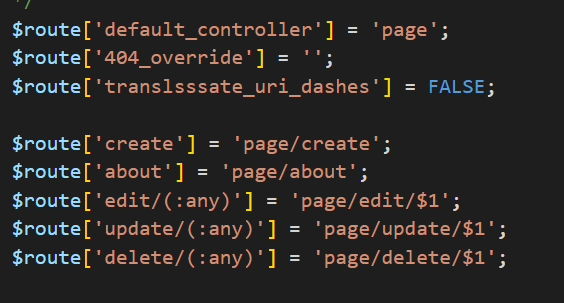 */
$route['default_controller'] = 'page';
$route['404_override'] = '';
$route['translsssate_uri_dashes'] = FALSE;
$route['create'] = 'page/create';
$route['about'] = 'page/about';
$route['edit/(:any)'] = 'page/edit/$1';
$route['update/(:any)'] = 'page/update/$1';
$route['delete/(:any)'] = 'page/delete/$1';